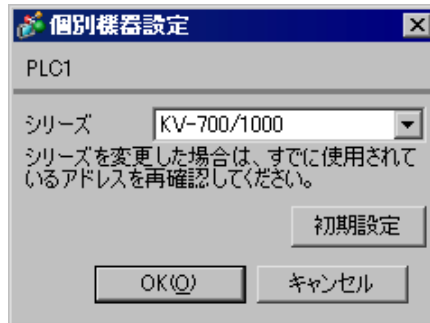 個別機器設定
PLC1
シリーズ KV-700/1000
シリーズを変更した場合は、すでに使用されて
いるアドレスを再確認してください。
初期設定
OK(O) キャンセル